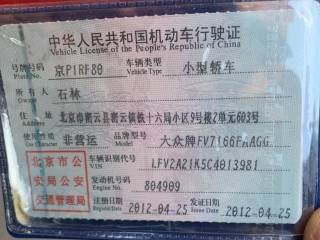 中华人民共和国机动车行驶证
Vehicle License of the People's Republic of China
号牌号码 京P1RF80 车辆类型 小型轿车
Plate No. Vehicle Type
所有人 石林
Owner
住址 北京市密云县密云镇铁十六局小区9号楼2单元603号
Address
使用性质 非营运 品牌型号 大众牌FV7166FAAGG
北京市公 车辆识别代号 LFV2A21K5C4013981
VIN
安局公安 发动机号码 804909
Engine No.
交通管理局 注册日期 2012-04-25 发证日期 2012-04-25
Register Date Issue Date